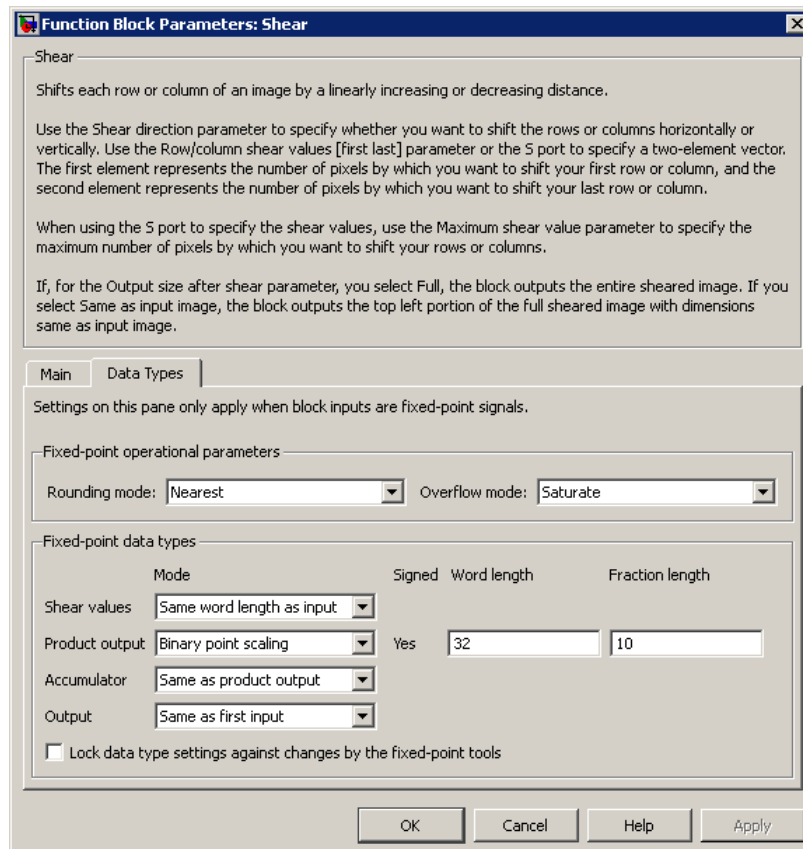 Function Block Parameters: Shear
Shear
Shifts each row or column of an image by a linearly increasing or decreasing distance.
Use the Shear direction parameter to specify whether you want to shift the rows or columns horizontally or
vertically. Use the Row/column shear values [first last] parameter or the S port to specify a two-element vector.
The first element represents the number of pixels by which you want to shift your first row or column, and the
second element represents the number of pixels by which you want to shift your last row or column.
When using the S port to specify the shear values, use the Maximum shear value parameter to specify the
maximum number of pixels by which you want to shift your rows or columns.
If, for the Output size after shear parameter, you select Full, the block outputs the entire sheared image. If you
select Same as input image, the block outputs the top left portion of the full sheared image with dimensions
same as input image.
Main Data Types
Settings on this pane only apply when block inputs are fixed-point signals.
Fixed-point operational parameters
Rounding mode: Nearest Overflow mode: Saturate
Fixed-point data types
Mode Signed Word length Fraction length
Shear values Same word length as input
Product output Binary point scaling Yes 32 10
Accumulator Same as product output
Output Same as first input
Lock data type settings against changes by the fixed-point tools
OK Cancel Help Apply